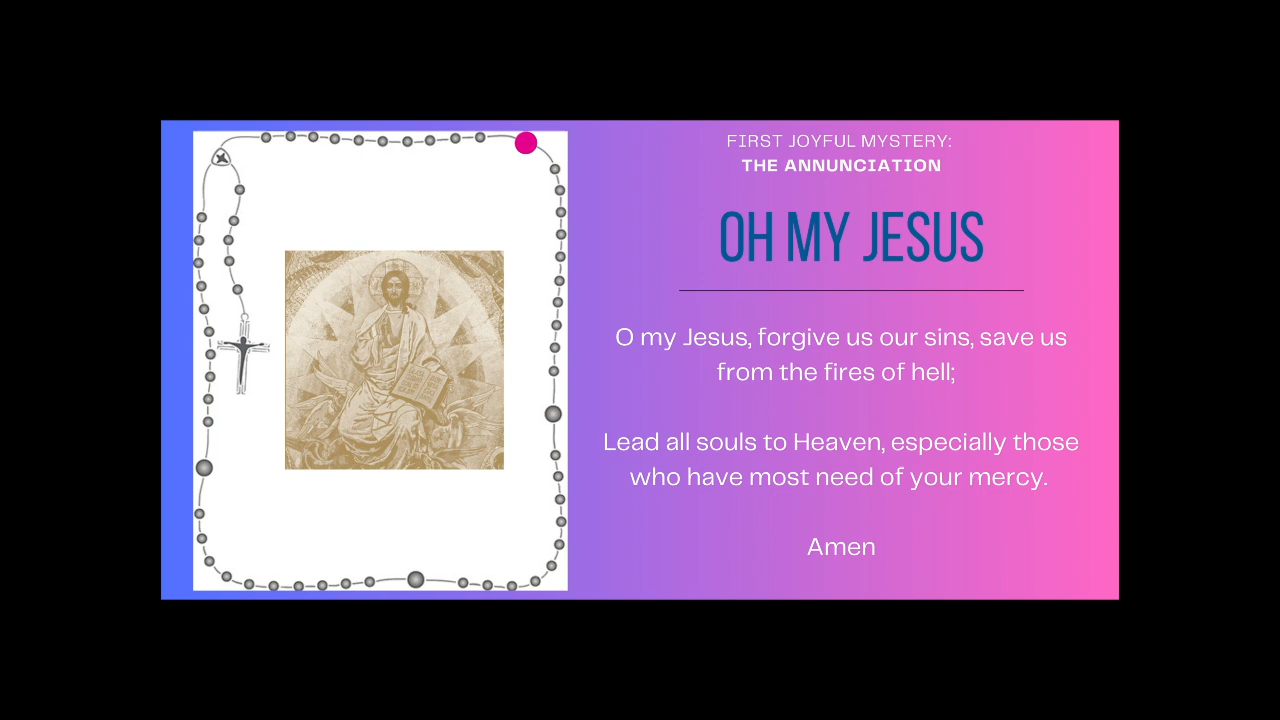 FIRST JOYFUL MYSTERY:
THE ANNUNCIATION
OH MY JESUS
O my Jesus, forgive us our sins, save us
from the fires of hell;
Lead all souls to Heaven, especially those
who have most need of your mercy.
Amen